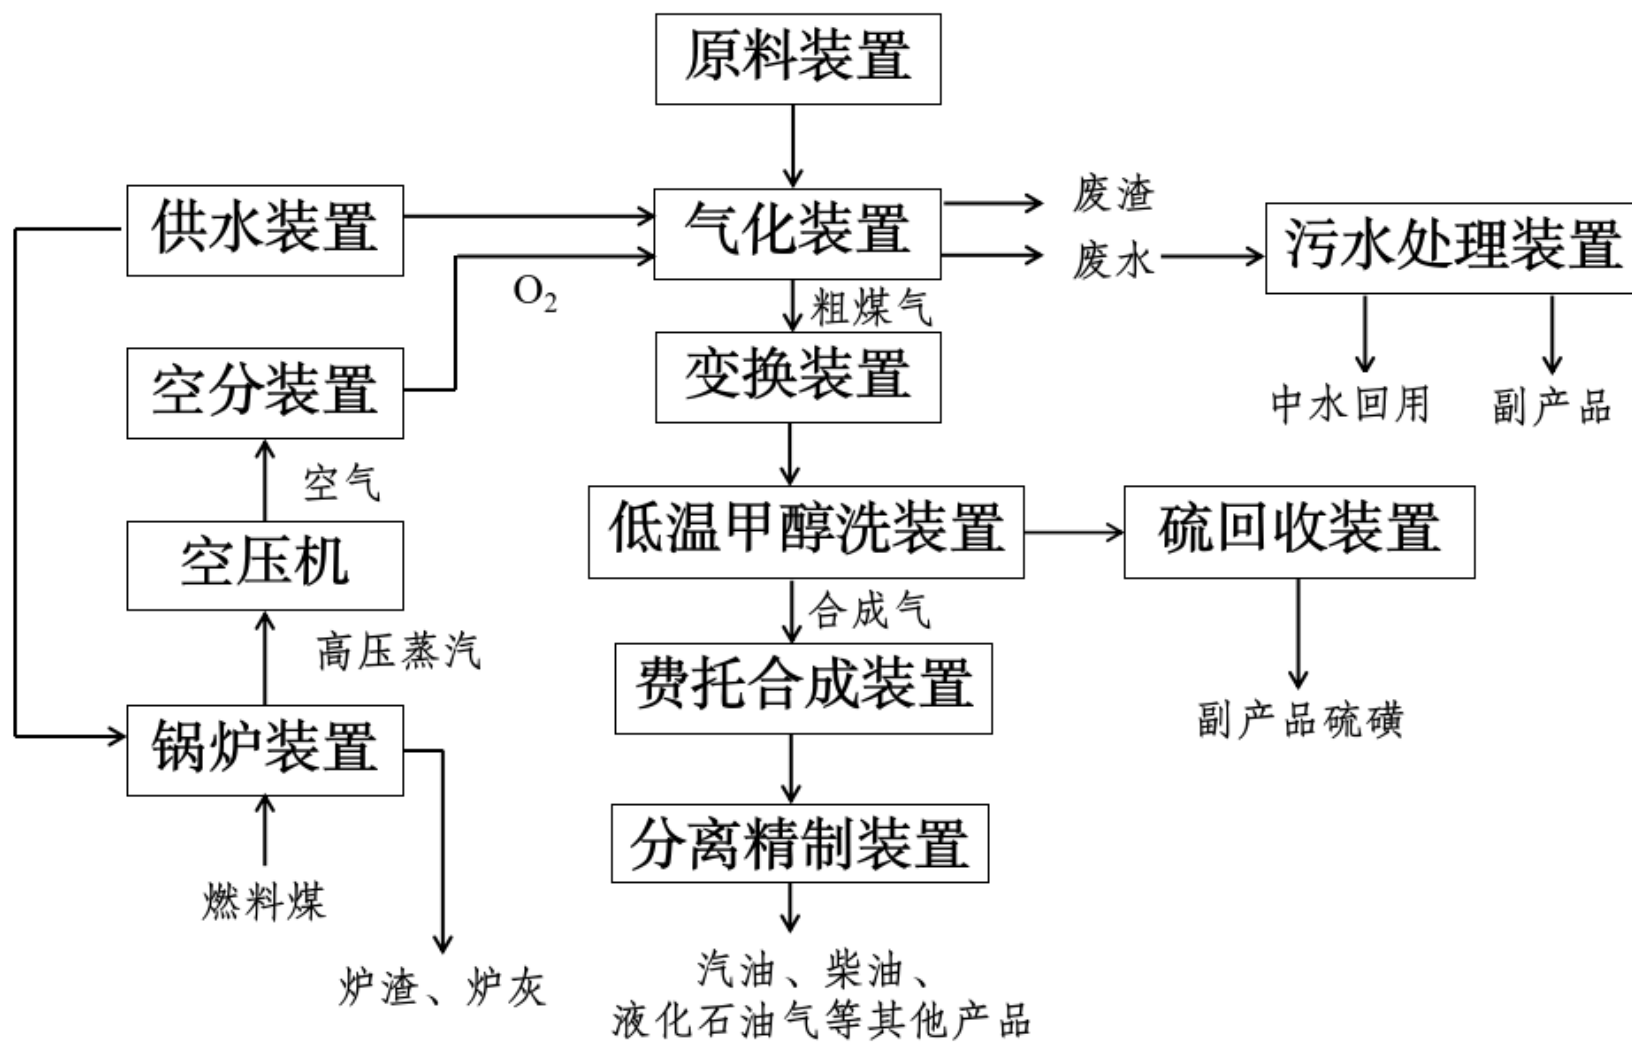 原料装置
供水装置
气化装置
废渣
废水
污水处理装置
O₂
粗煤气
空分装置
变换装置
中水回用
副产品
空气
低温甲醇洗装置
硫回收装置
空压机
合成气
高压蒸汽
费托合成装置
副产品硫磺
锅炉装置
分离精制装置
燃料煤
炉渣、炉灰
汽油、柴油、
液化石油气等其他产品